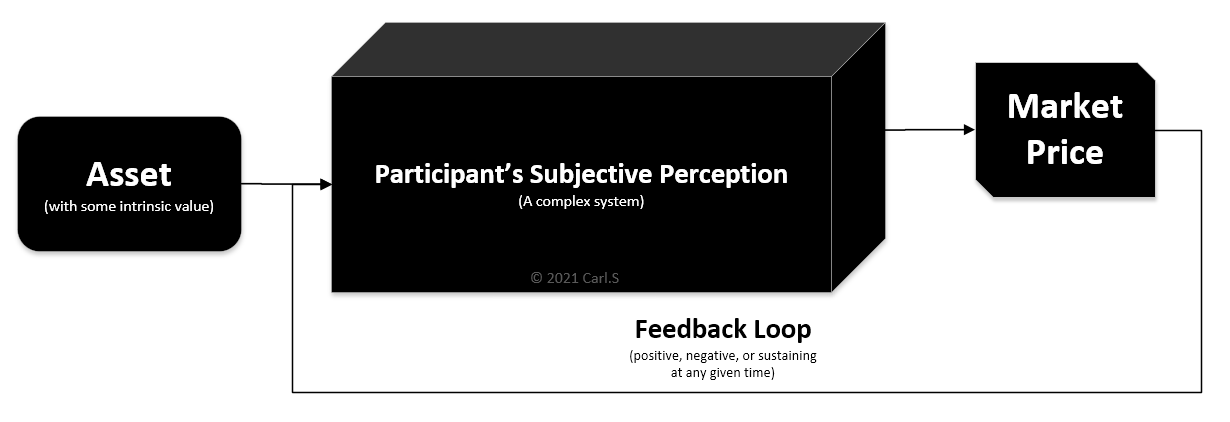 Asset
(with some intrinsic value)
Participant's Subjective Perception
(A complex system)
© 2021 Carl.S
Market
Price
Feedback Loop
(positive, negative, or sustaining
at any given time)